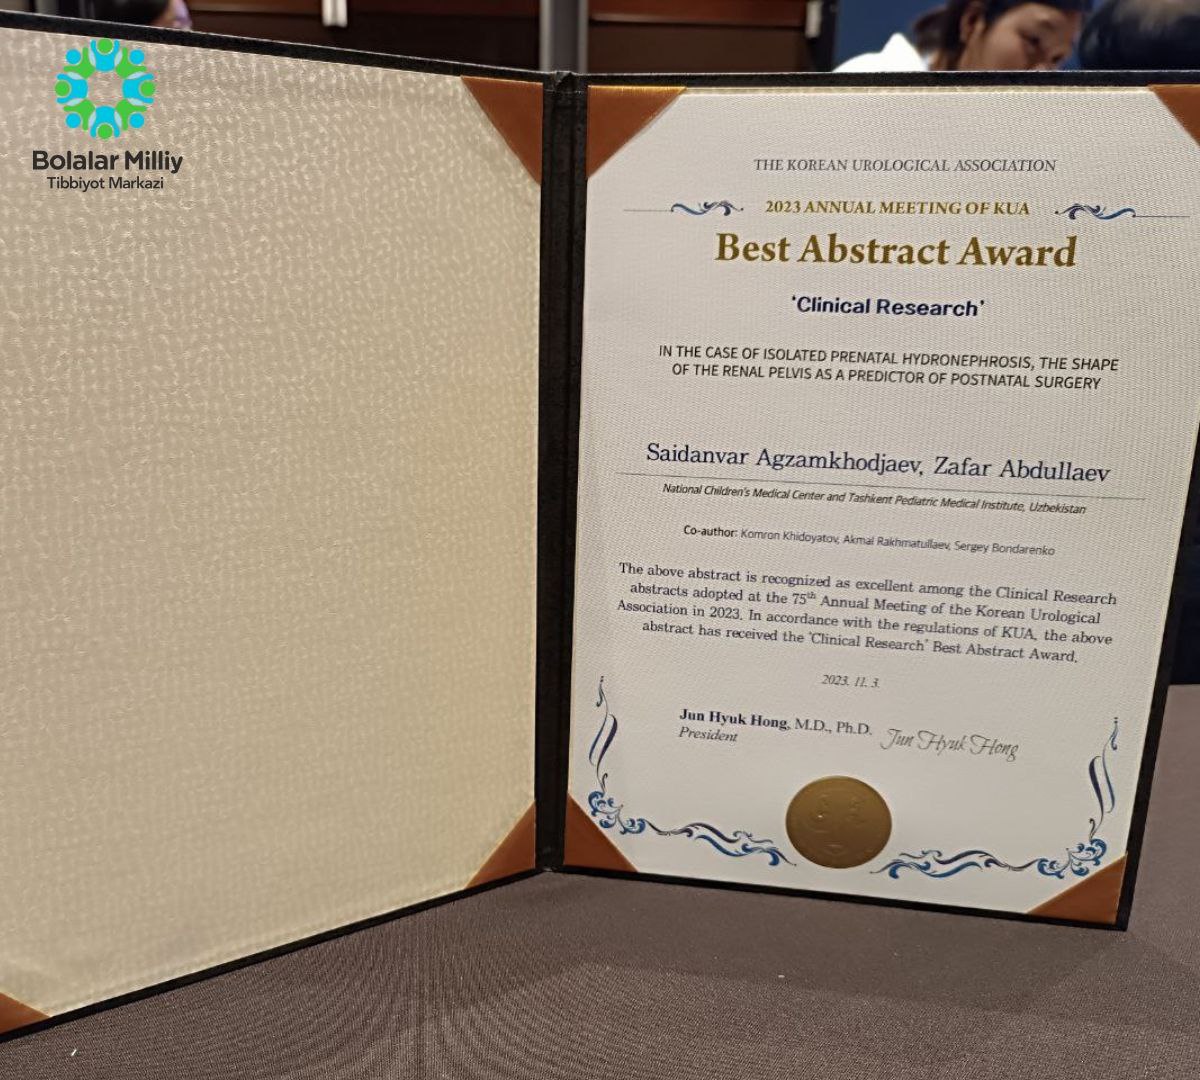 Bolalar Milliy
Tibbiyot Markazi
THE KOREAN UROLOGICAL ASSOCIATION
2023 ANNUAL MEETING OF KUA
Best Abstract Award
‘Clinical Research’
IN THE CASE OF ISOLATED PRENATAL HYDRONEPHROSIS, THE SHAPE
OF THE RENAL PELVIS AS A PREDICTOR OF POSTNATAL SURGERY
Saidanvar Agzamkhodjaev, Zafar Abdullaev
National Children's Medical Center and Tashkent Pediatric Medical Institute, Uzbekistan
Co-author: Komron Khidoyatov, Akmal Rakhmatullaev, Sergey Bondarenko
The above abstract is recognized as excellent among the Clinical Research
abstracts adopted at the 75th Annual Meeting of the Korean Urological
Association in 2023. In accordance with the regulations of KUA, the above
abstract has received the ‘Clinical Research’ Best Abstract Award.
2023. 11. 3.
Jun Hyuk Hong, M.D., Ph.D. Jun Hyuk Hong
President